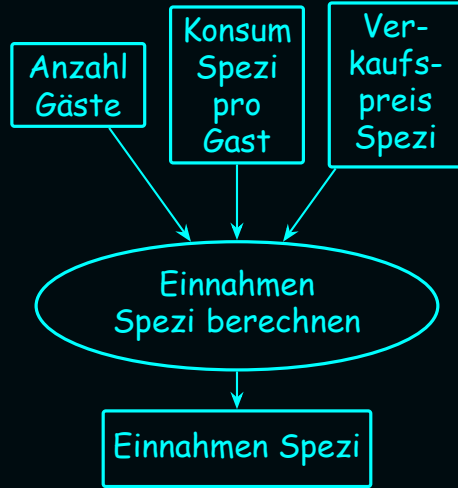 Anzahl
Gäste
Konsum
Spezi
pro
Gast
Ver-
kaufs-
preis
Spezi
Einnahmen
Spezi berechnen
Einnahmen Spezi